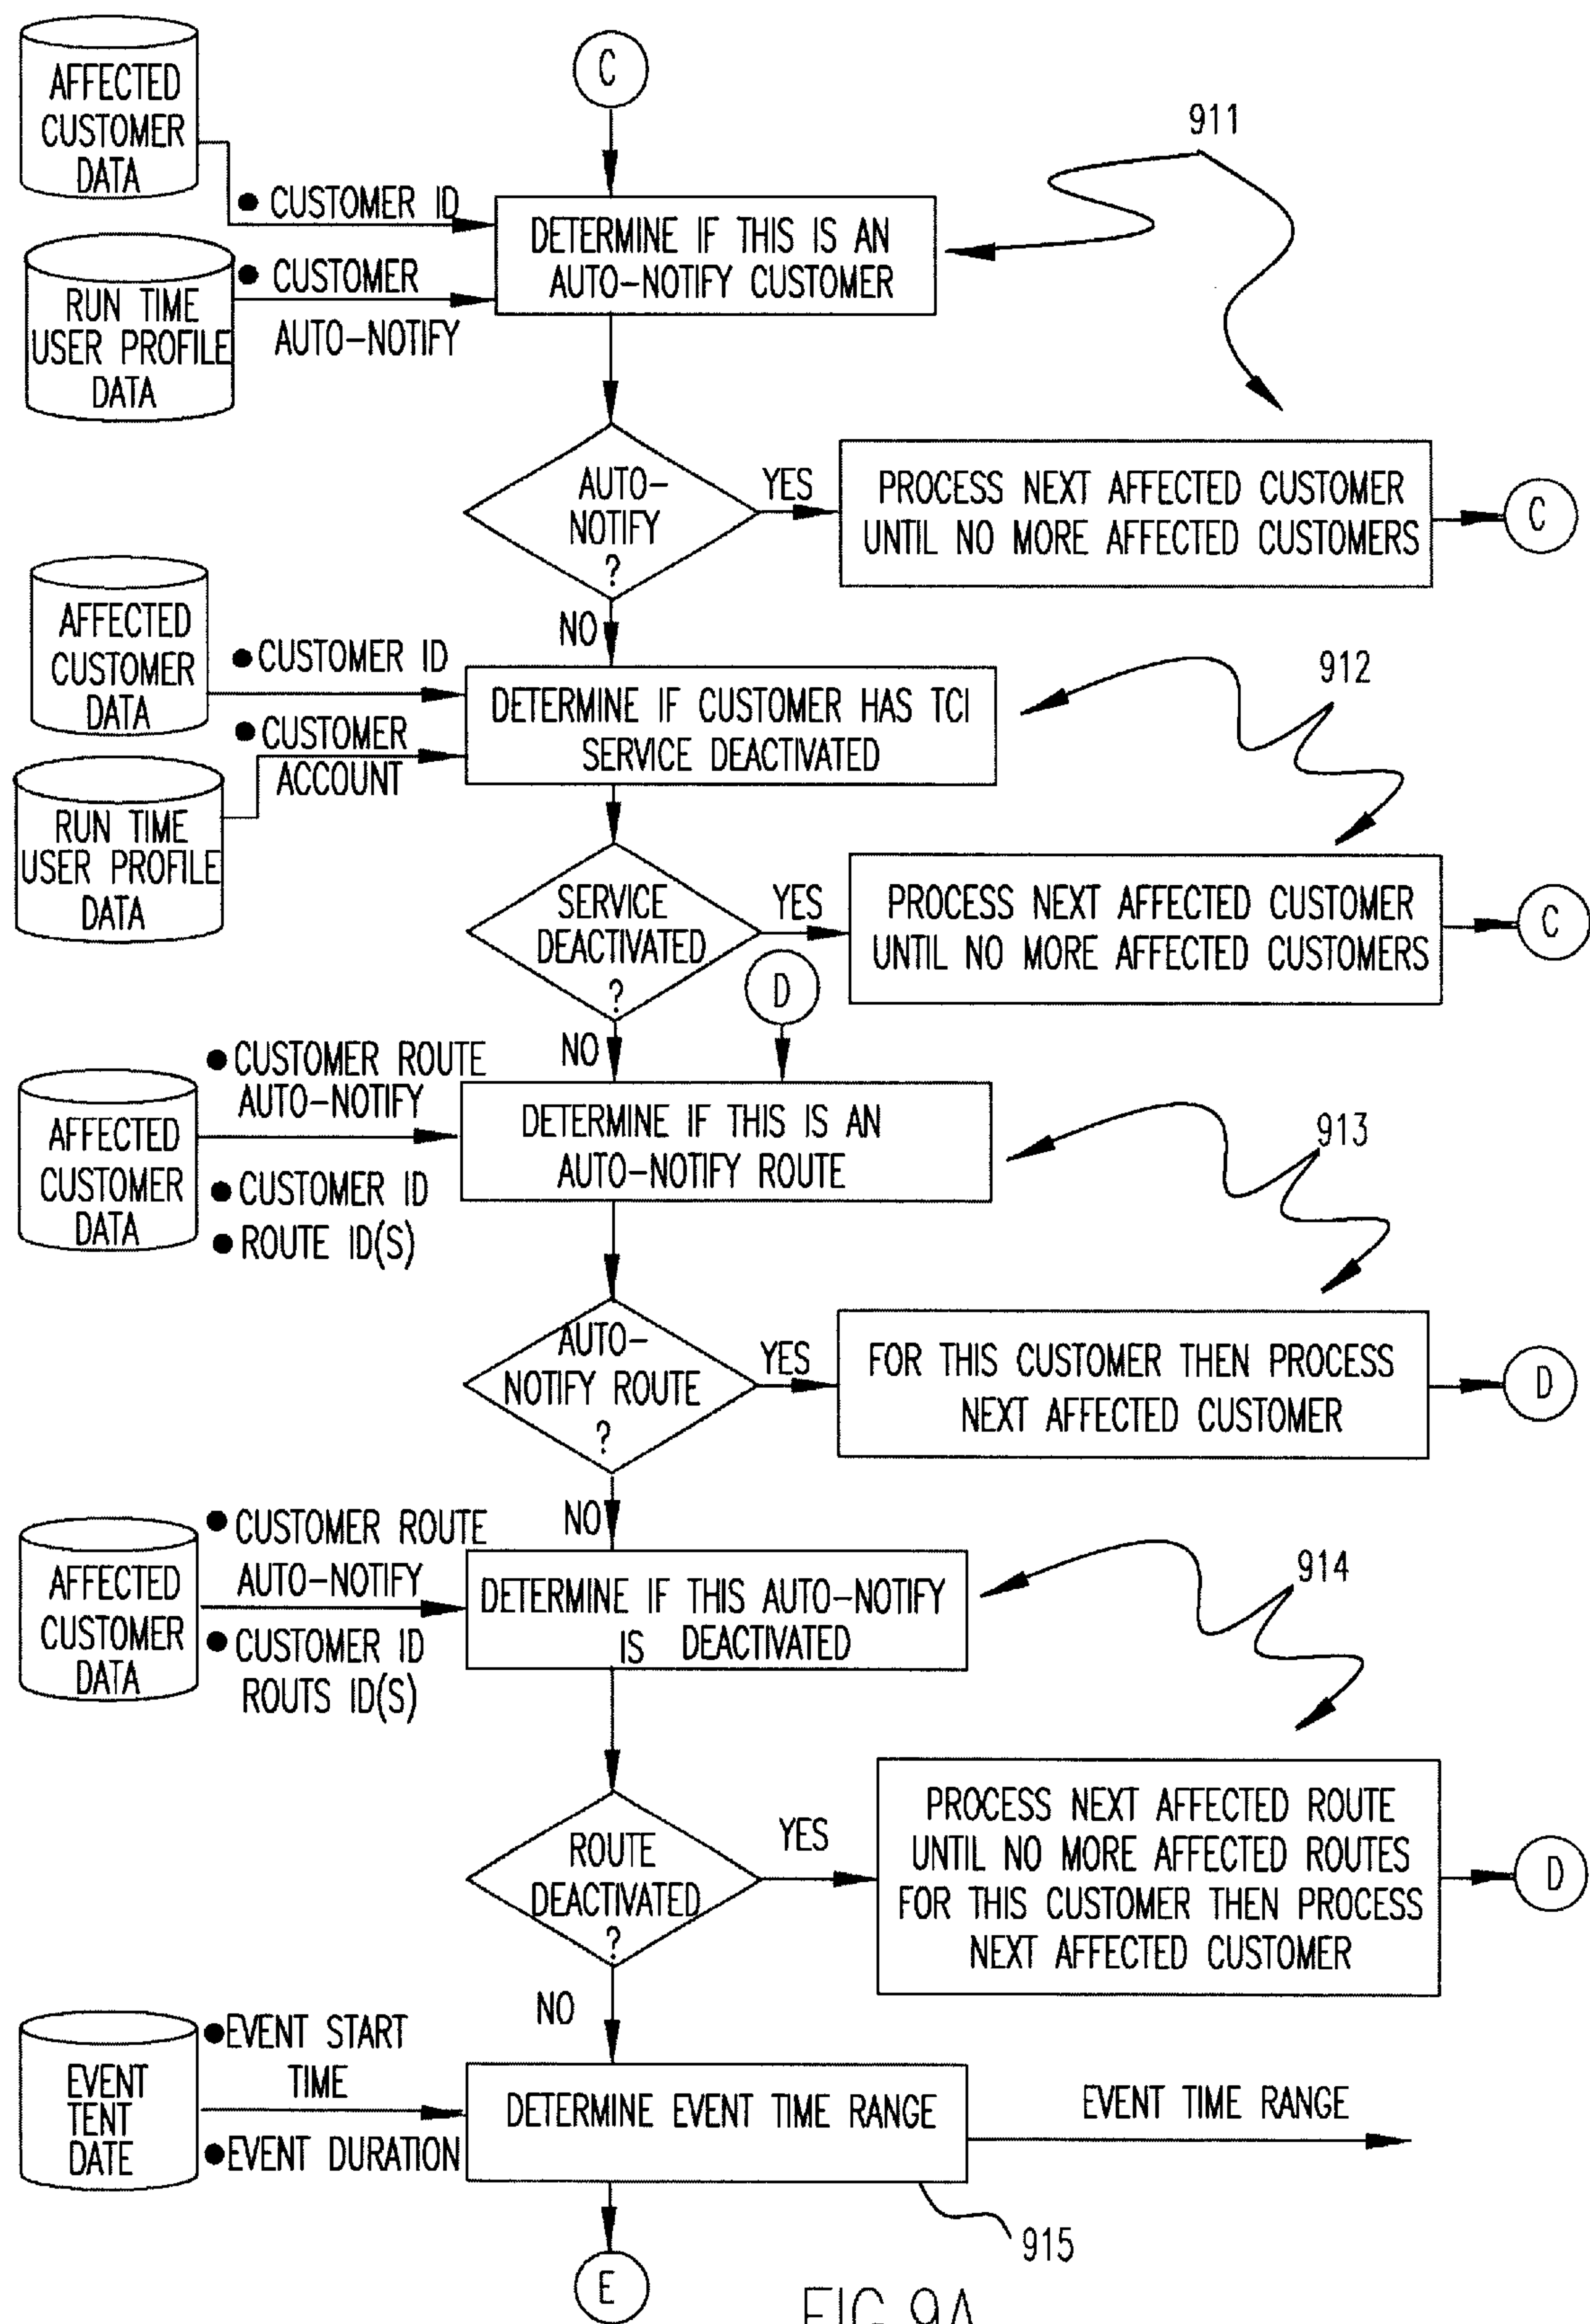 C
AFFECTED
CUSTOMER
DATA
911
● CUSTOMER ID
DETERMINE IF THIS IS AN
AUTO-NOTIFY CUSTOMER
● CUSTOMER
AUTO-NOTIFY
RUN TIME
USER PROFILE
DATA
AUTO-
NOTIFY
?
YES
PROCESS NEXT AFFECTED CUSTOMER
UNTIL NO MORE AFFECTED CUSTOMERS
C
NO
AFFECTED
CUSTOMER
DATA
● CUSTOMER ID
912
DETERMINE IF CUSTOMER HAS TCI
SERVICE DEACTIVATED
● CUSTOMER
ACCOUNT
RUN TIME
USER PROFILE
DATA
SERVICE
DEACTIVATED
?
YES
PROCESS NEXT AFFECTED CUSTOMER
UNTIL NO MORE AFFECTED CUSTOMERS
C
D
NO
● CUSTOMER ROUTE
AUTO-NOTIFY
AFFECTED
CUSTOMER
DATA
● CUSTOMER ID
● ROUTE ID(S)
DETERMINE IF THIS IS AN
AUTO-NOTIFY ROUTE
913
AUTO-
NOTIFY ROUTE
?
YES
FOR THIS CUSTOMER THEN PROCESS
NEXT AFFECTED CUSTOMER
D
NO
● CUSTOMER ROUTE
AUTO-NOTIFY
AFFECTED
CUSTOMER
DATA
● CUSTOMER ID
ROUTS ID(S)
DETERMINE IF THIS AUTO-NOTIFY
IS DEACTIVATED
914
ROUTE
DEACTIVATED
?
YES
PROCESS NEXT AFFECTED ROUTE
UNTIL NO MORE AFFECTED ROUTES
FOR THIS CUSTOMER THEN PROCESS
NEXT AFFECTED CUSTOMER
D
NO
● EVENT START
TIME
EVENT
TENT
DATE
● EVENT DURATION
DETERMINE EVENT TIME RANGE
EVENT TIME RANGE
915
E
FIG. 9A